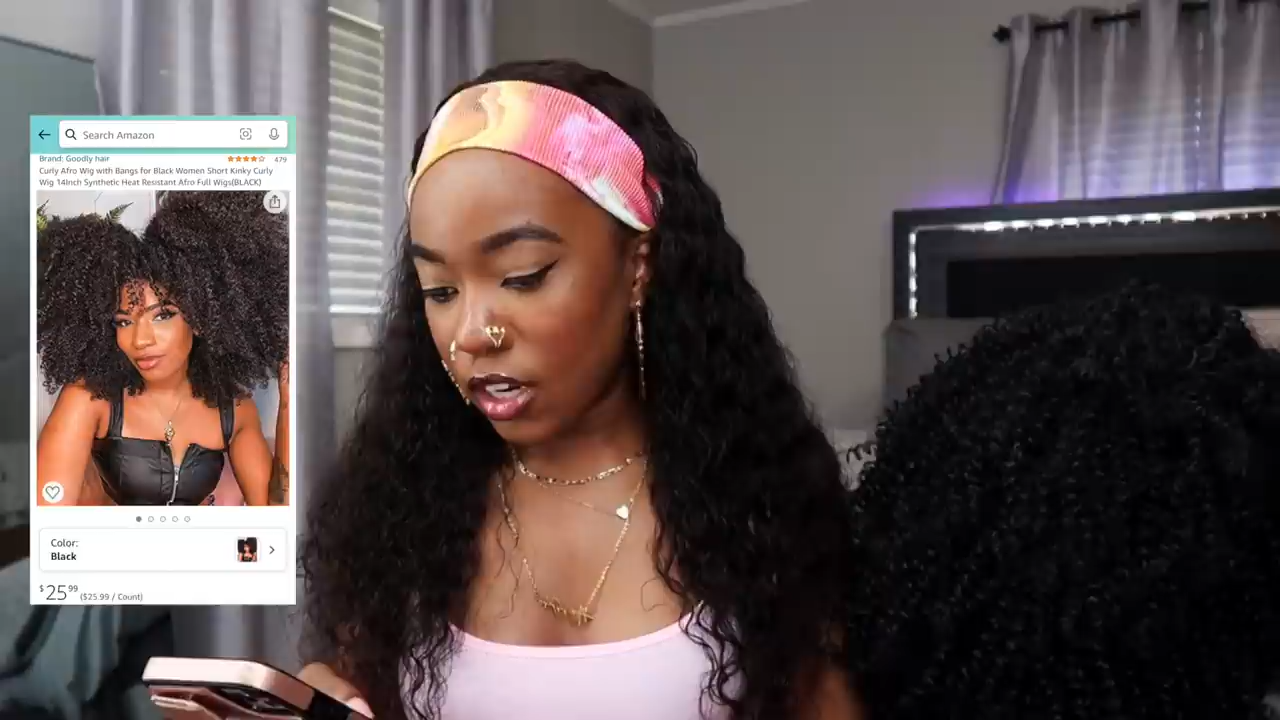 Search Amazon
Brand: Goodly hair 479
Curly Afro Wig with Bangs for Black Women Short Kinky Curly
Wig 14Inch Synthetic Heat Resistant Afro Full Wigs(BLACK)
Color:
Black
$25.99 ($25.99 / Count)